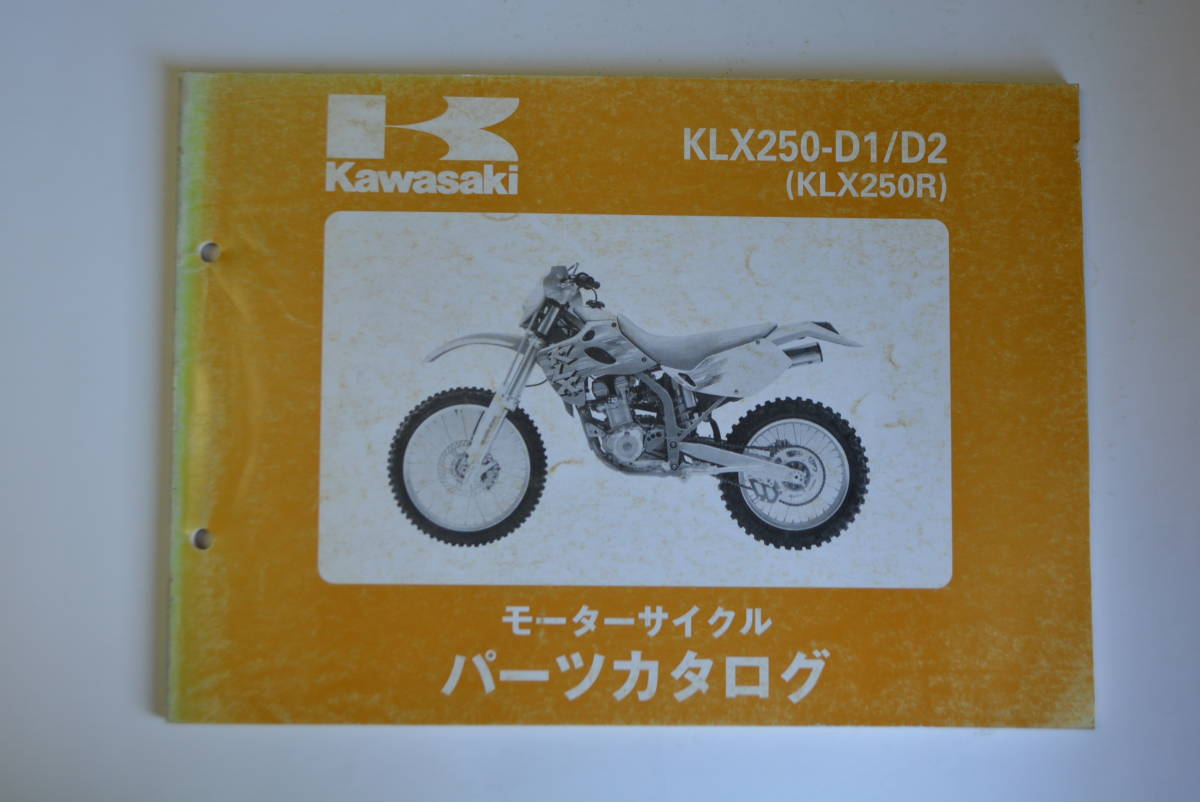 Kawasaki
KLX250-D1/D2
(KLX250R)
KLX
モーターサイクル
パーツカタログ